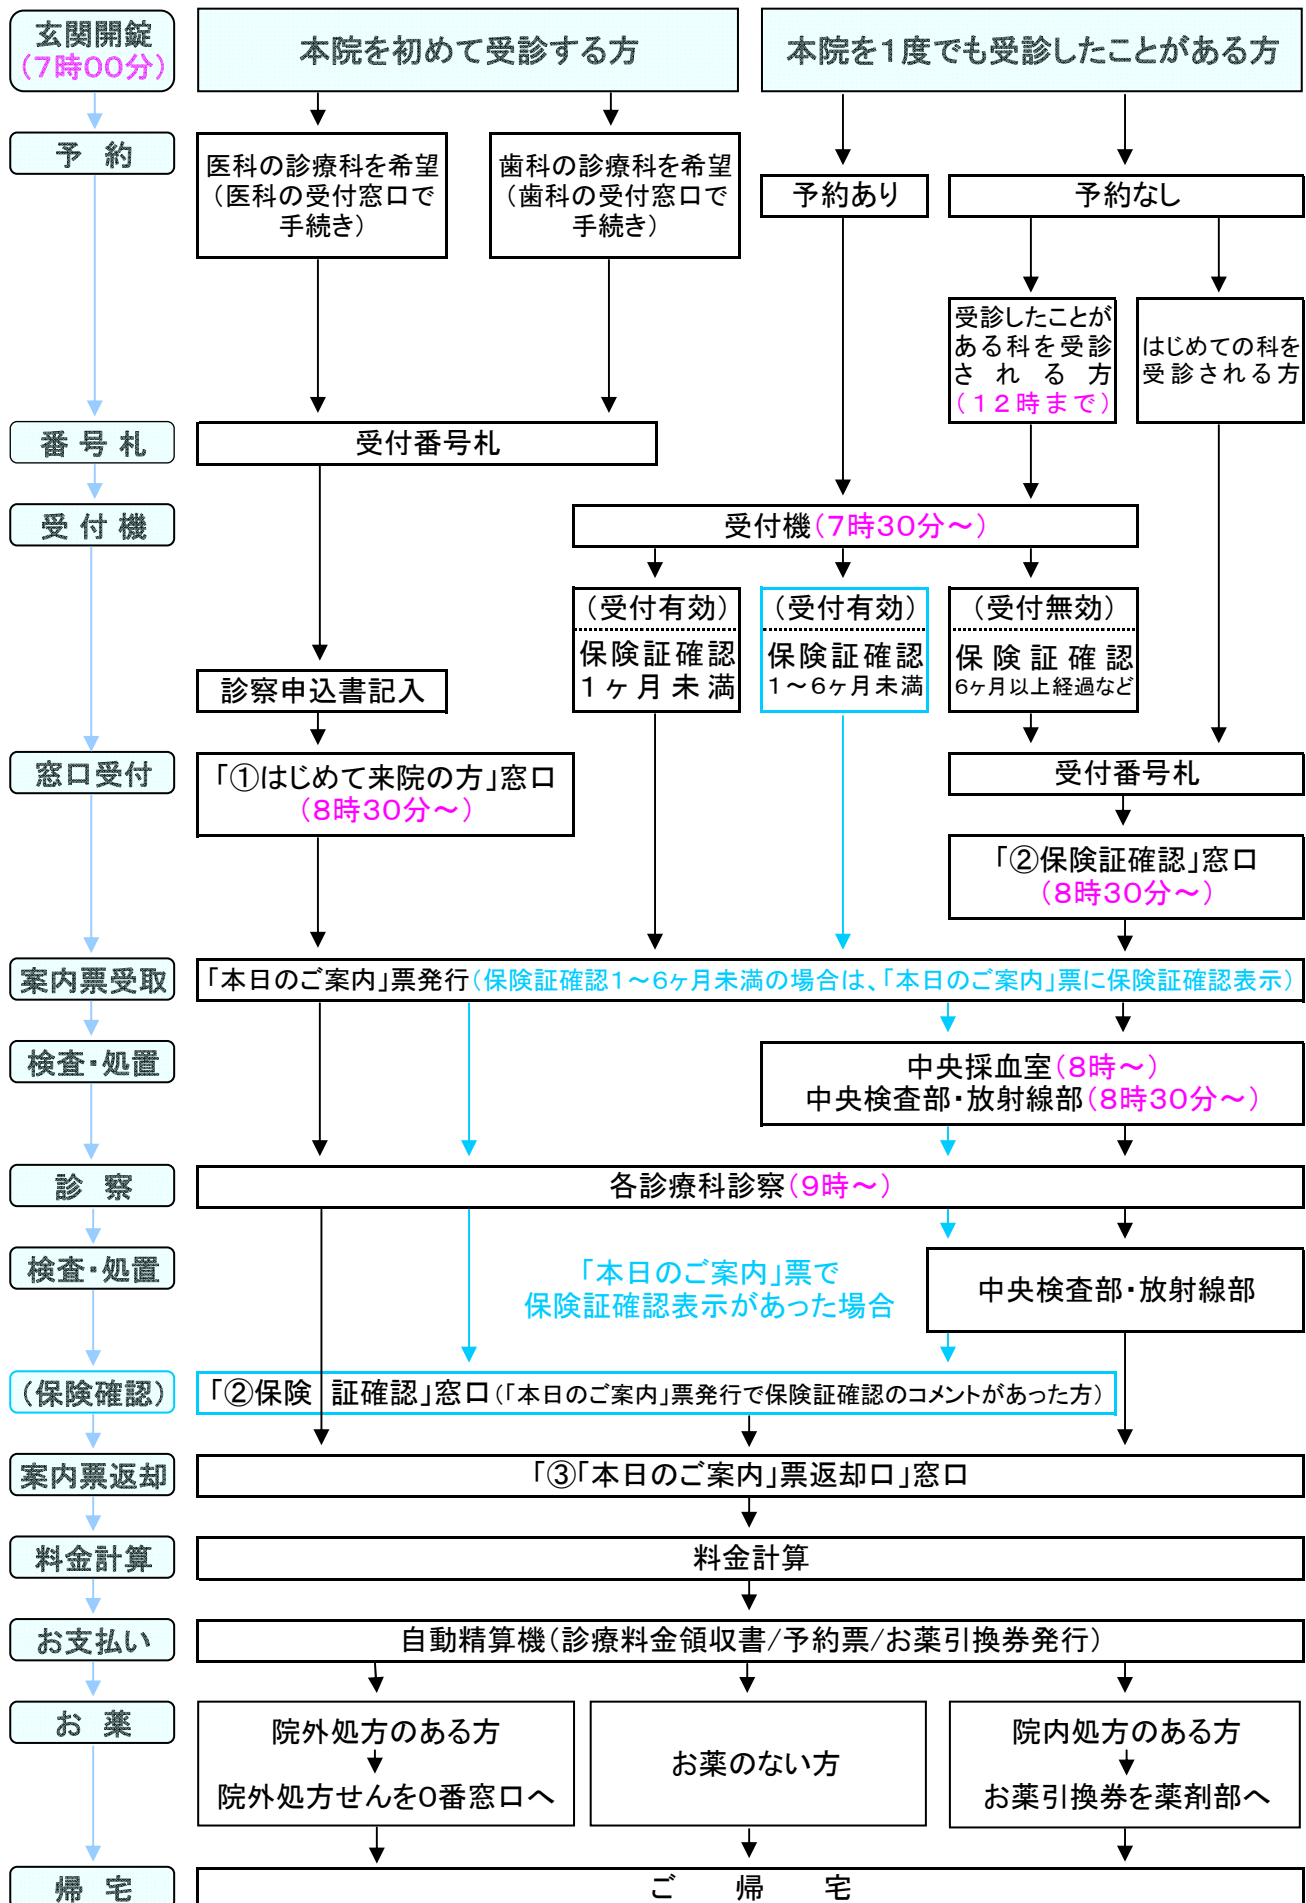 玄関開錠
(7時00分)
本院を初めて受診する方
本院を1度でも受診したことがある方
予 約
医科の診療科を希望
(医科の受付窓口で
手続き)
歯科の診療科を希望
(歯科の受付窓口で
手続き)
予約あり
予約なし
受診したことが
ある科を受診
される方
(12時まで)
はじめての科を
受診される方
番号札
受付番号札
受付機
受付機(7時30分～)
(受付有効)
保険証確認
1ヶ月未満
(受付有効)
保険証確認
1～6ヶ月未満
(受付無効)
保険証確認
6ヶ月以上経過など
診察申込書記入
窓口受付
「①はじめて来院の方」窓口
(8時30分～)
受付番号札
「②保険証確認」窓口
(8時30分～)
案内票受取
「本日のご案内」票発行(保険証確認1～6ヶ月未満の場合は、「本日のご案内」票に保険証確認表示)
検査・処置
中央採血室(8時～)
中央検査部・放射線部(8時30分～)
診 察
各診療科診察(9時～)
検査・処置
「本日のご案内」票で
保険証確認表示があった場合
中央検査部・放射線部
(保険確認)
「②保険 証確認」窓口(「本日のご案内」票発行で保険証確認のコメントがあった方)
案内票返却
「③「本日のご案内」票返却口」窓口
料金計算
料金計算
お支払い
自動精算機(診療料金領収書/予約票/お薬引換券発行)
お 薬
院外処方のある方
院外処方せんを0番窓口へ
お薬のない方
院内処方のある方
お薬引換券を薬剤部へ
帰 宅
ご 帰 宅